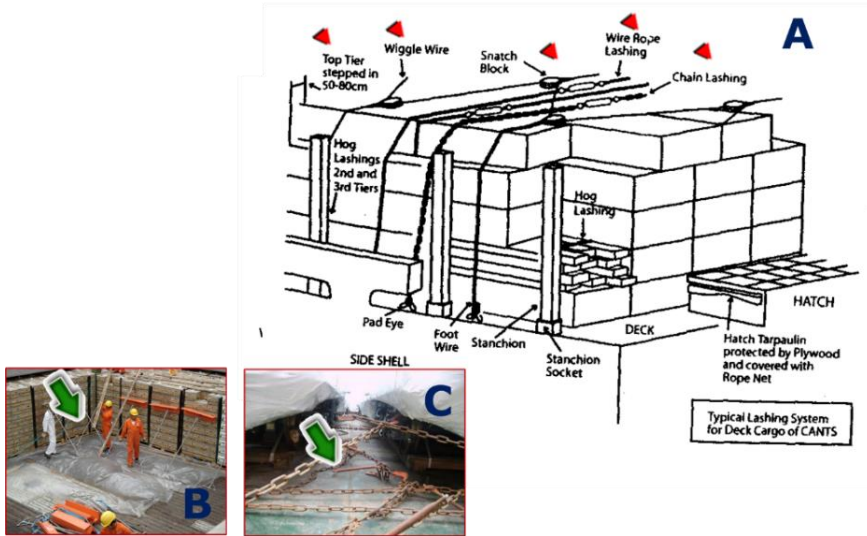 A
Top Tier
stepped in
50-80cm
Wiggle Wire
Snatch
Block
Wire Rope
Lashing
Chain Lashing
Hog
Lashings
2nd and
3rd Tiers
Hog
Lashing
Pad Eye
Foot
Wire
Stanchion
Stanchion
Socket
DECK
HATCH
Hatch Tarpaulin
protected by Plywood
and covered with
Rope Net
SIDE SHELL
Typical Lashing System
for Deck Cargo of CANTS
B
C